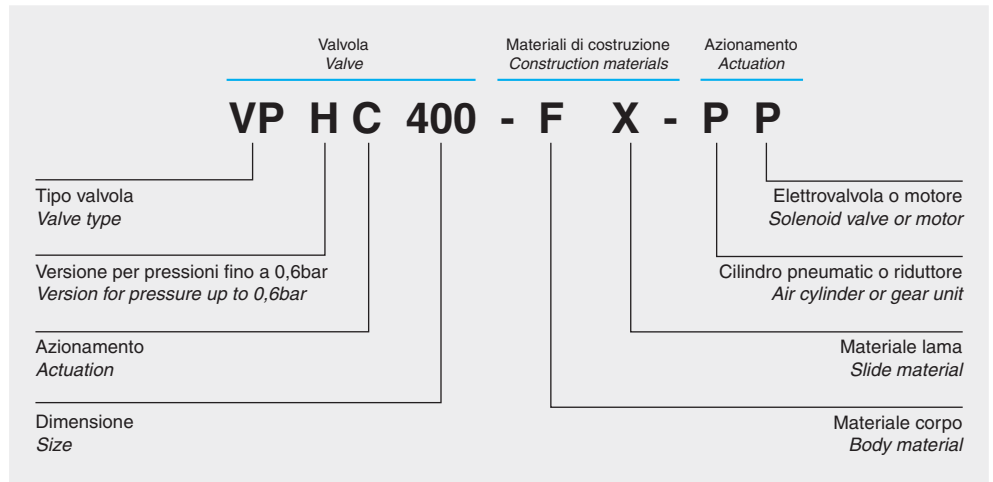 Valvola
Valve
Materiali di costruzione
Construction materials
Azionamento
Actuation
VP H C 400 - F X - P P
Tipo valvola
Valve type
Elettrovalvola o motore
Solenoid valve or motor
Versione per pressioni fino a 0,6bar
Version for pressure up to 0,6bar
Cilindro pneumatic o riduttore
Air cylinder or gear unit
Azionamento
Actuation
Materiale lama
Slide material
Dimensione
Size
Materiale corpo
Body material